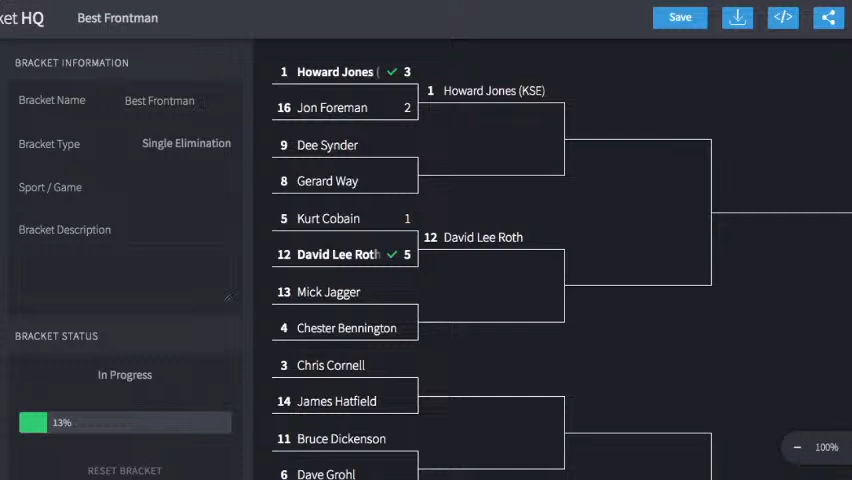 ket HQ Best Frontman Save </>
BRACKET INFORMATION
Bracket Name Best Frontman
Bracket Type Single Elimination
Sport / Game
Bracket Description
BRACKET STATUS
In Progress
13%
RESET BRACKET
1 Howard Jones ( 3
16 Jon Foreman 2
1 Howard Jones (KSE)
9 Dee Synder
8 Gerard Way
5 Kurt Cobain 1
12 David Lee Roth 5
12 David Lee Roth
13 Mick Jagger
4 Chester Bennington
3 Chris Cornell
14 James Hatfield
11 Bruce Dickenson
6 Dave Grohl
− 100%